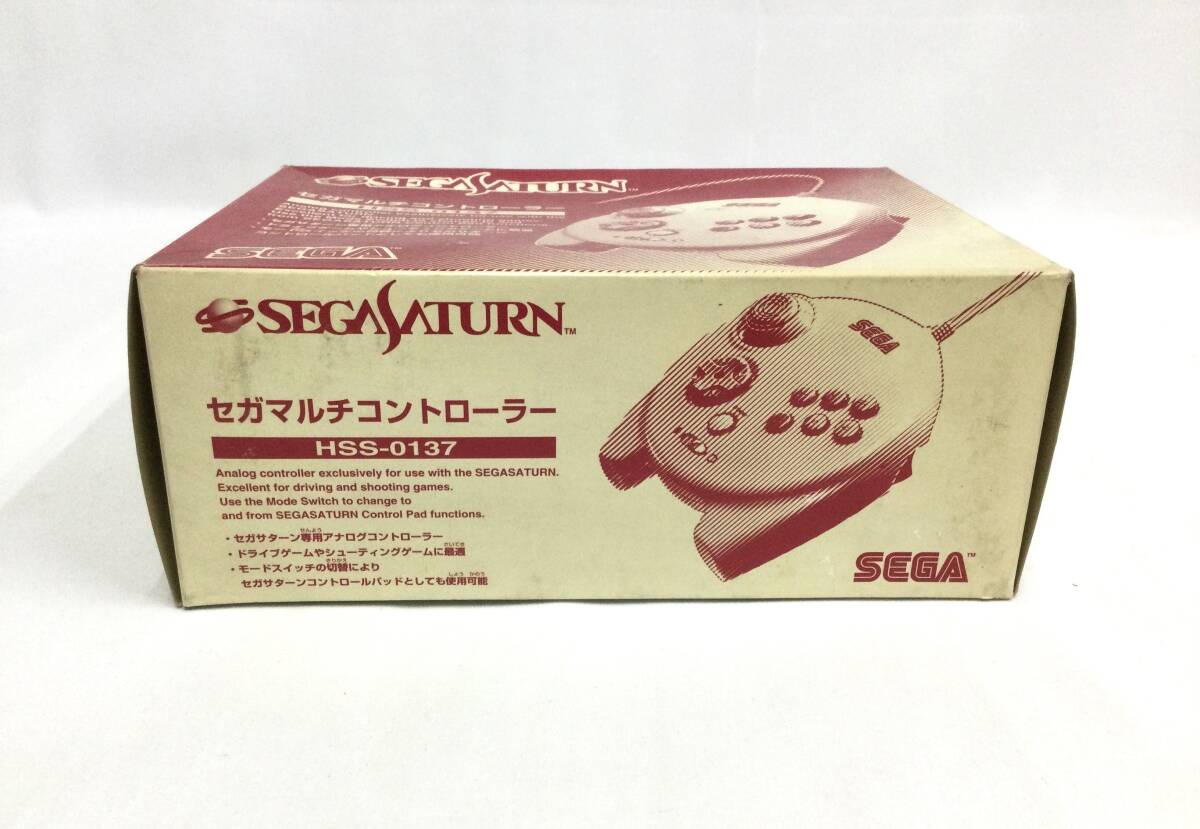 SEGASATURN™
セガマルチコントローラー
SEGA™
SEGASATURN™
セガマルチコントローラー
HSS-0137
Analog controller exclusively for use with the SEGASATURN.
Excellent for driving and shooting games.
Use the Mode Switch to change to
and from SEGASATURN Control Pad functions.
・セガサターン専用アナログコントローラー
・ドライブゲームやシューティングゲームに最適
・モードスイッチの切替により
セガサターンコントロールパッドとしても使用可能
SEGA
SEGA™